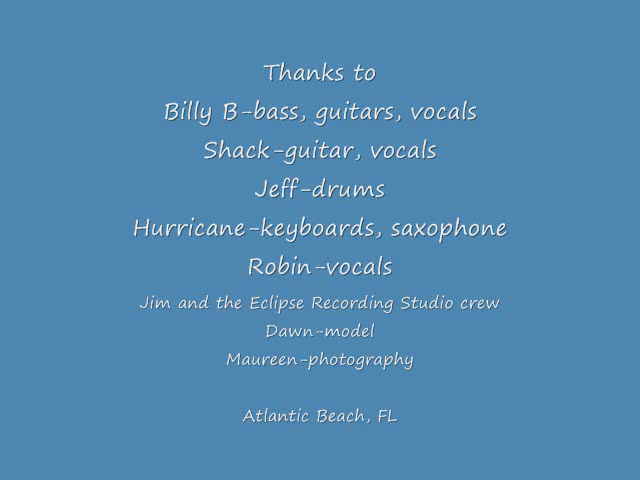 Thanks to
Billy B-bass, guitars, vocals
Shack-guitar, vocals
Jeff-drums
Hurricane-keyboards, saxophone
Robin-vocals
Jim and the Eclipse Recording Studio crew
Dawn-model
Maureen-photography
Atlantic Beach, FL